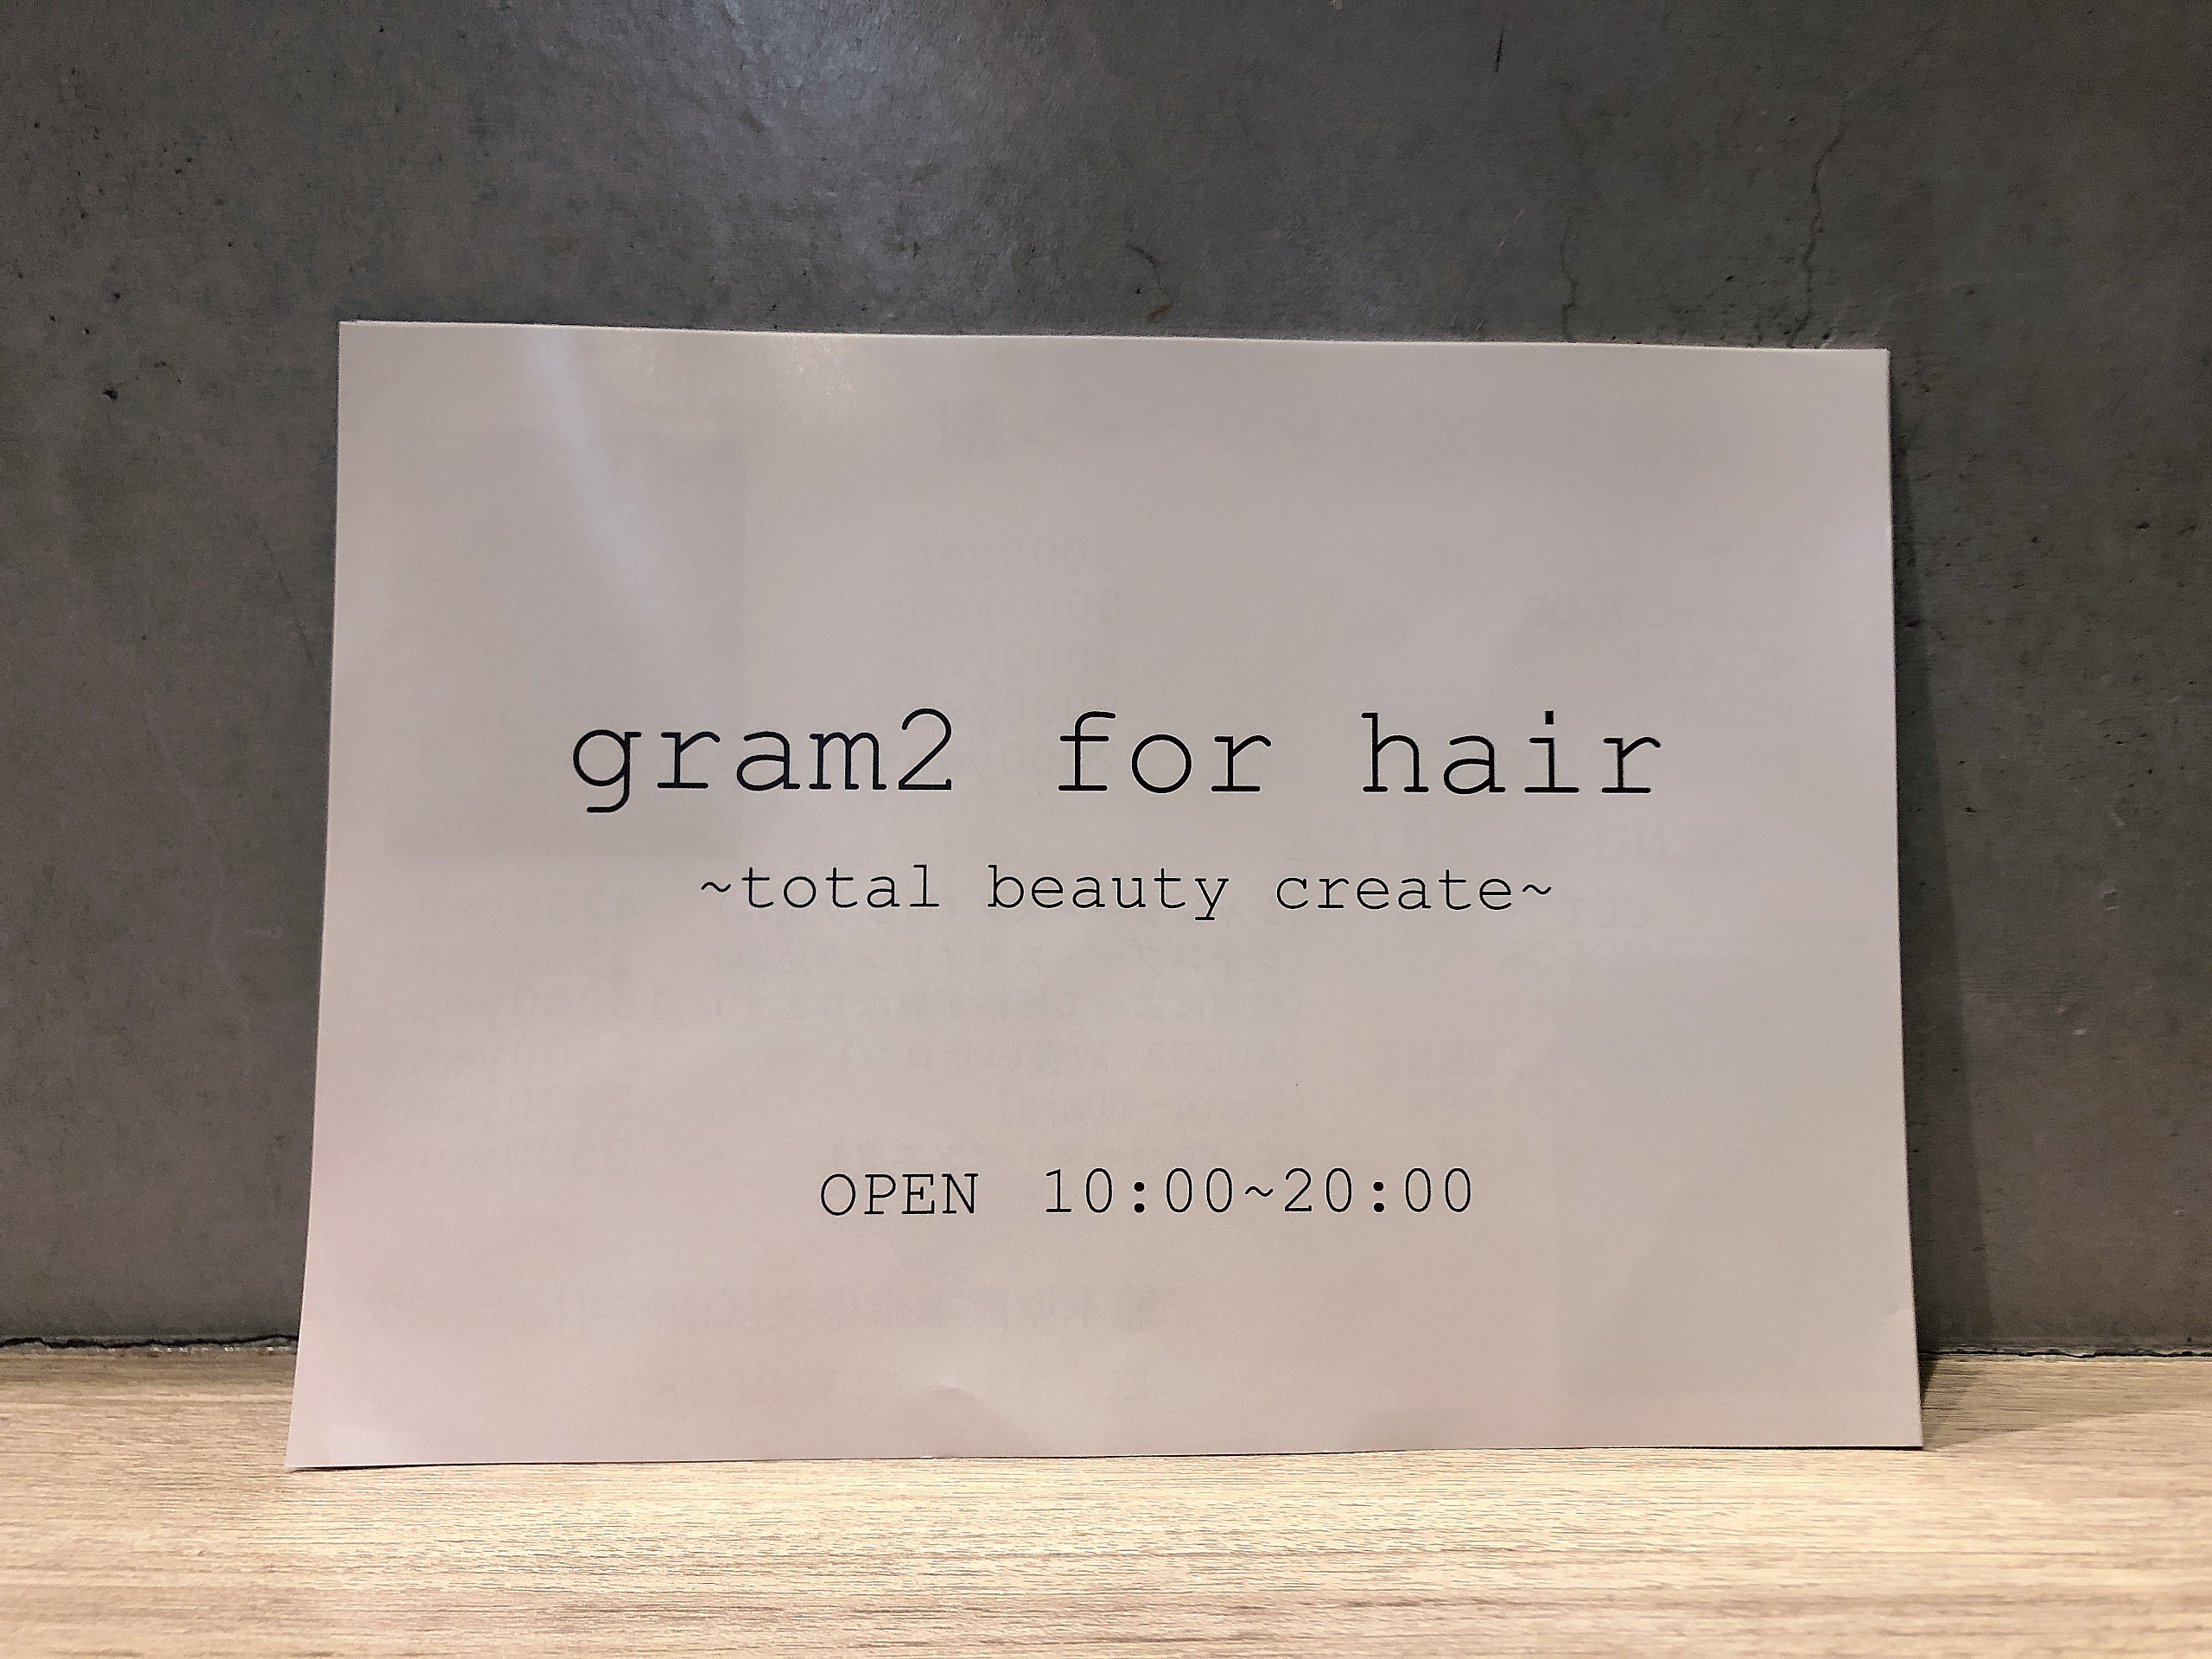 gram2 for hair
~total beauty create~
OPEN 10:00~20:00